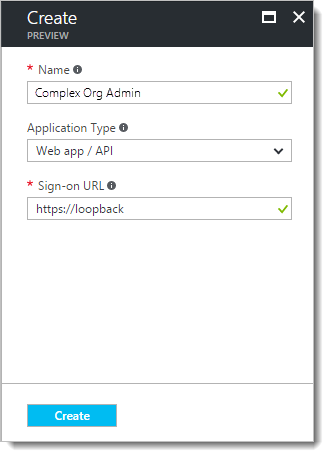 Create
PREVIEW
* Name
Complex Org Admin
Application Type
Web app / API
* Sign-on URL
https://loopback
Create